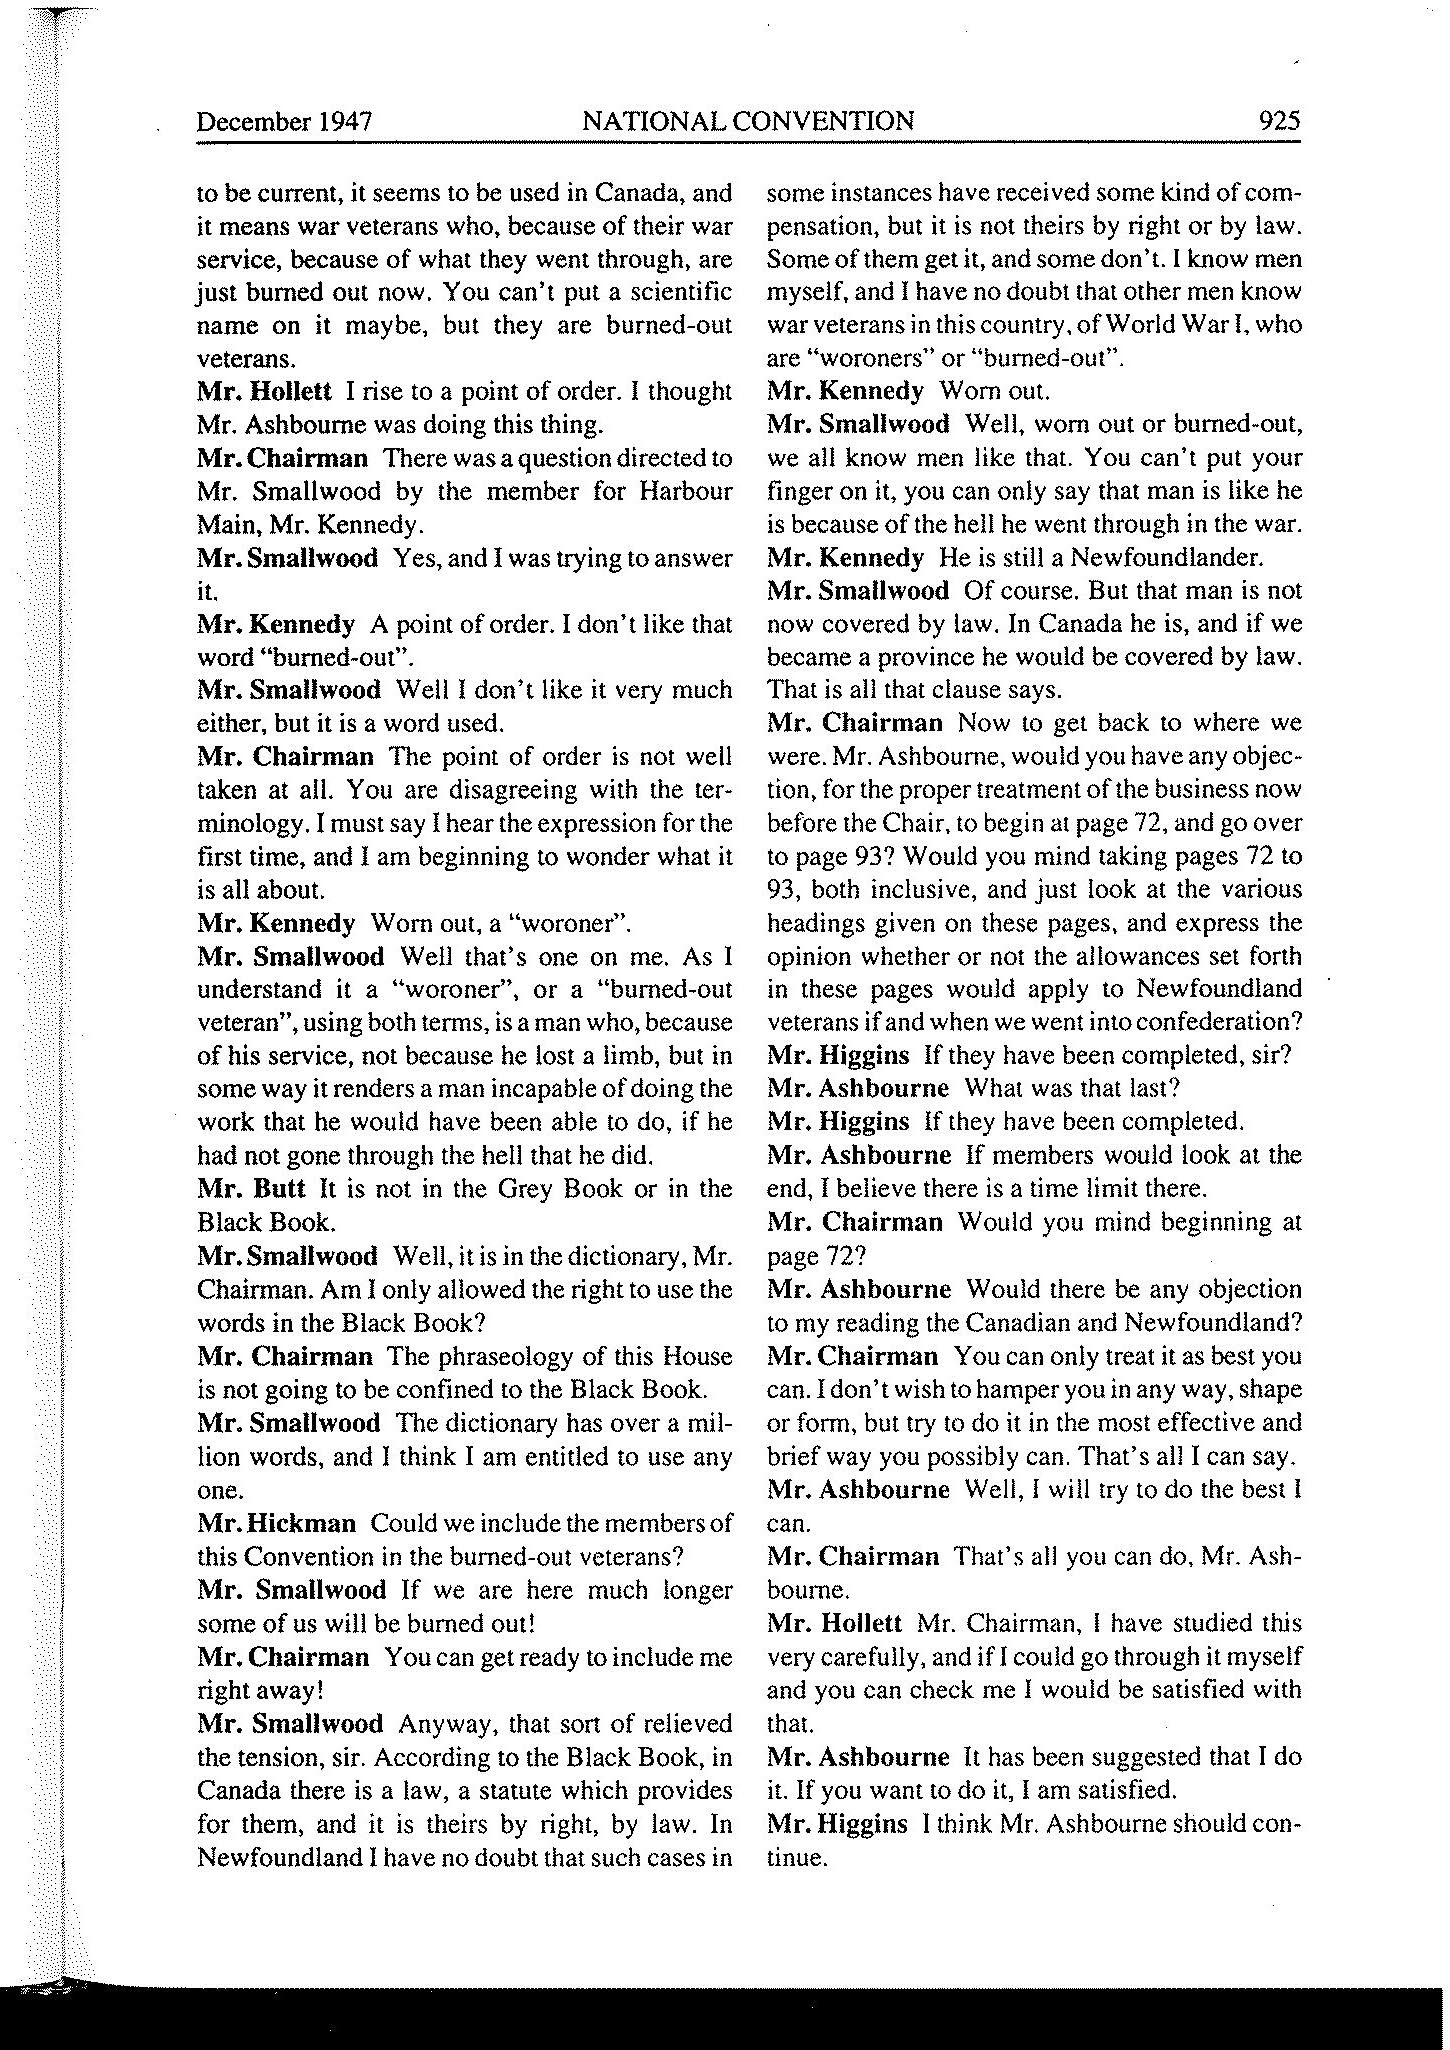 December 1947 NATIONAL CONVENTION 925
to be current, it seems to be used in Canada, and
it means war veterans who, because of their war
service, because of what they went through, are
just burned out now. You can't put a scientific
name on it maybe, but they are burned-out
veterans.
Mr. Hollett I rise to a point of order. I thought
Mr. Ashbourne was doing this thing.
Mr. Chairman There was a question directed to
Mr. Smallwood by the member for Harbour
Main, Mr. Kennedy.
Mr. Smallwood Yes, and I was trying to answer
it.
Mr. Kennedy A point of order. I don't like that
word "burned-out".
Mr. Smallwood Well I don't like it very much
either, but it is a word used.
Mr. Chairman The point of order is not well
taken at all. You are disagreeing with the ter-
minology. I must say I hear the expression for the
first time, and I am beginning to wonder what it
is all about.
Mr. Kennedy Worn out, a "woroner".
Mr. Smallwood Well that's one on me. As I
understand it a "woroner", or a "burned-out
veteran", using both terms, is a man who, because
of his service, not because he lost a limb, but in
some way it renders a man incapable of doing the
work that he would have been able to do, if he
had not gone through the hell that he did.
Mr. Butt It is not in the Grey Book or in the
Black Book.
Mr. Smallwood Well, it is in the dictionary, Mr.
Chairman. Am I only allowed the right to use the
words in the Black Book?
Mr. Chairman The phraseology of this House
is not going to be confined to the Black Book.
Mr. Smallwood The dictionary has over a mil-
lion words, and I think I am entitled to use any
one.
Mr. Hickman Could we include the members of
this Convention in the burned-out veterans?
Mr. Smallwood If we are here much longer
some of us will be burned out!
Mr. Chairman You can get ready to include me
right away!
Mr. Smallwood Anyway, that sort of relieved
the tension, sir. According to the Black Book, in
Canada there is a law, a statute which provides
for them, and it is theirs by right, by law. In
Newfoundland I have no doubt that such cases in
some instances have received some kind of com-
pensation, but it is not theirs by right or by law.
Some of them get it, and some don't. I know men
myself, and I have no doubt that other men know
war veterans in this country, of World War I, who
are "woroners" or "burned-out".
Mr. Kennedy Worn out.
Mr. Smallwood Well, worn out or burned-out,
we all know men like that. You can't put your
finger on it, you can only say that man is like he
is because of the hell he went through in the war.
Mr. Kennedy He is still a Newfoundlander.
Mr. Smallwood Of course. But that man is not
now covered by law. In Canada he is, and if we
became a province he would be covered by law.
That is all that clause says.
Mr. Chairman Now to get back to where we
were. Mr. Ashbourne, would you have any objec-
tion, for the proper treatment of the business now
before the Chair, to begin at page 72, and go over
to page 93? Would you mind taking pages 72 to
93, both inclusive, and just look at the various
headings given on these pages, and express the
opinion whether or not the allowances set forth
in these pages would apply to Newfoundland
veterans if and when we went into confederation?
Mr. Higgins If they have been completed, sir?
Mr. Ashbourne What was that last?
Mr. Higgins If they have been completed.
Mr. Ashbourne If members would look at the
end, I believe there is a time limit there.
Mr. Chairman Would you mind beginning at
page 72?
Mr. Ashbourne Would there be any objection
to my reading the Canadian and Newfoundland?
Mr. Chairman You can only treat it as best you
can. I don't wish to hamper you in any way, shape
or form, but try to do it in the most effective and
brief way you possibly can. That's all I can say.
Mr. Ashbourne Well, I will try to do the best I
can.
Mr. Chairman That's all you can do, Mr. Ash-
bourne.
Mr. Hollett Mr. Chairman, I have studied this
very carefully, and if I could go through it myself
and you can check me I would be satisfied with
that.
Mr. Ashbourne It has been suggested that I do
it. If you want to do it, I am satisfied.
Mr. Higgins I think Mr. Ashbourne should con-
tinue.